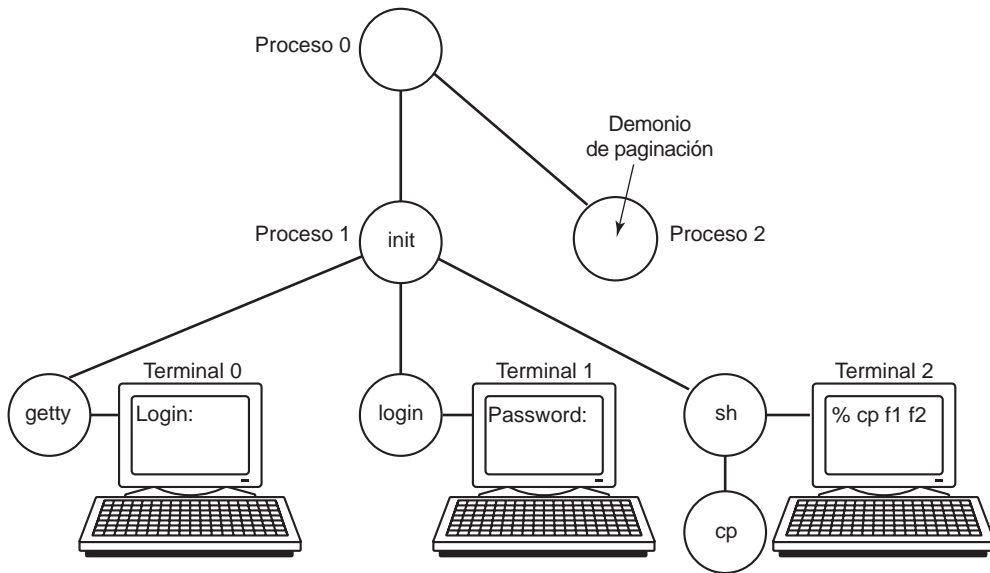 Proceso 0
Demonio
de paginación
Proceso 1
init
Proceso 2
Terminal 0
Terminal 1
Terminal 2
getty
Login:
login
Password:
sh
% cp f1 f2
cp